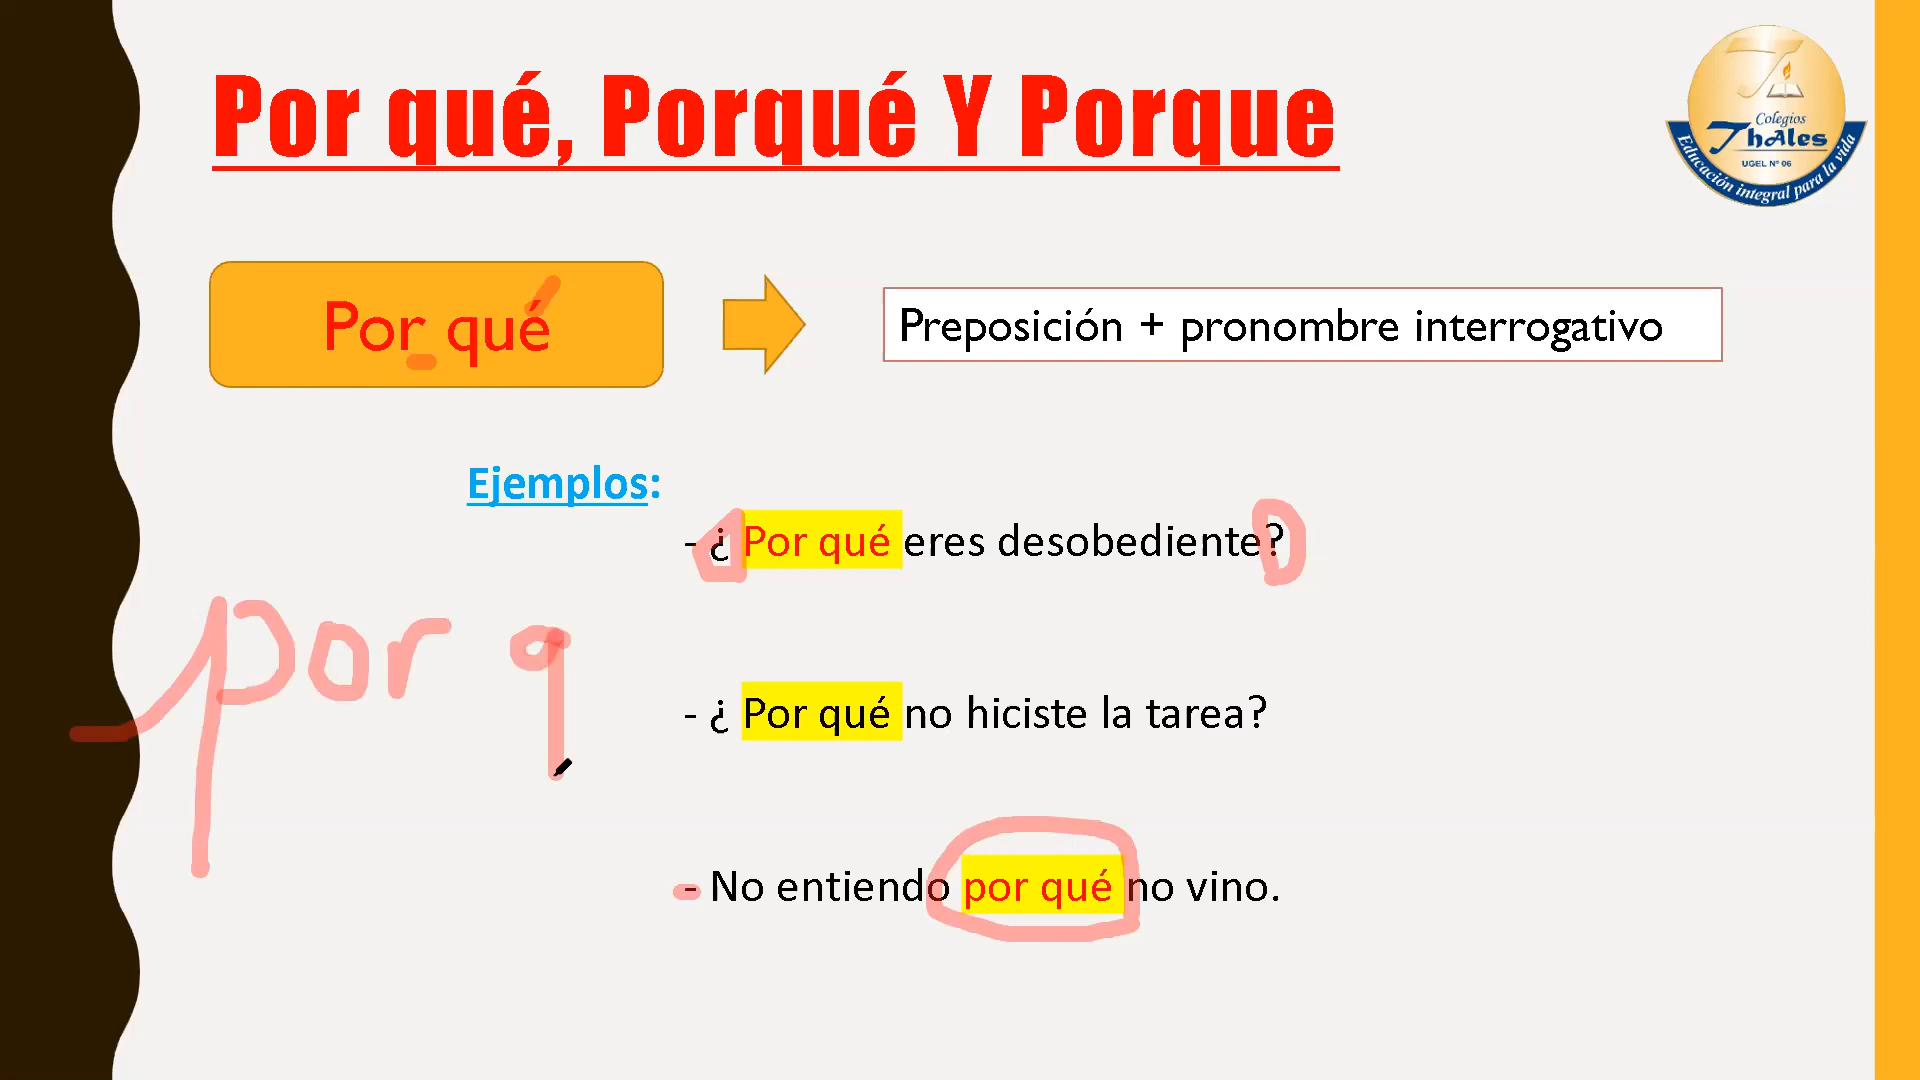 Por qué, Porqué Y Porque
Colegios
ThAles
UGEL Nº 06
Educación integral para la vida
Por qué
Preposición + pronombre interrogativo
Ejemplos:
- ¿ Por qué eres desobediente?
por q
- ¿ Por qué no hiciste la tarea?
- No entiendo por qué no vino.